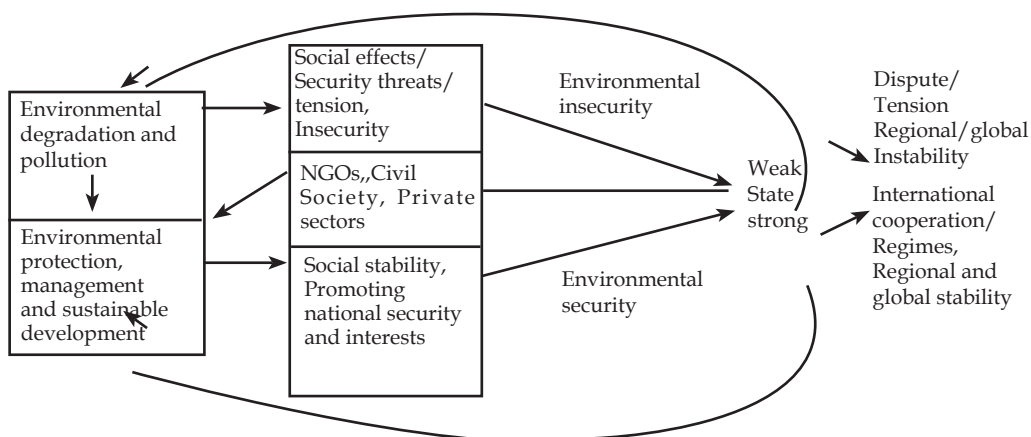 Environmental
degradation and
pollution
Environmental
protection,
management
and sustainable
development
Social effects/
Security threats/
tension,
Insecurity
NGOs,,Civil
Society, Private
sectors
Social stability,
Promoting
national security
and interests
Environmental
insecurity
Environmental
security
Weak
State
strong
Dispute/
Tension
Regional/global
Instability
International
cooperation/
Regimes,
Regional and
global stability